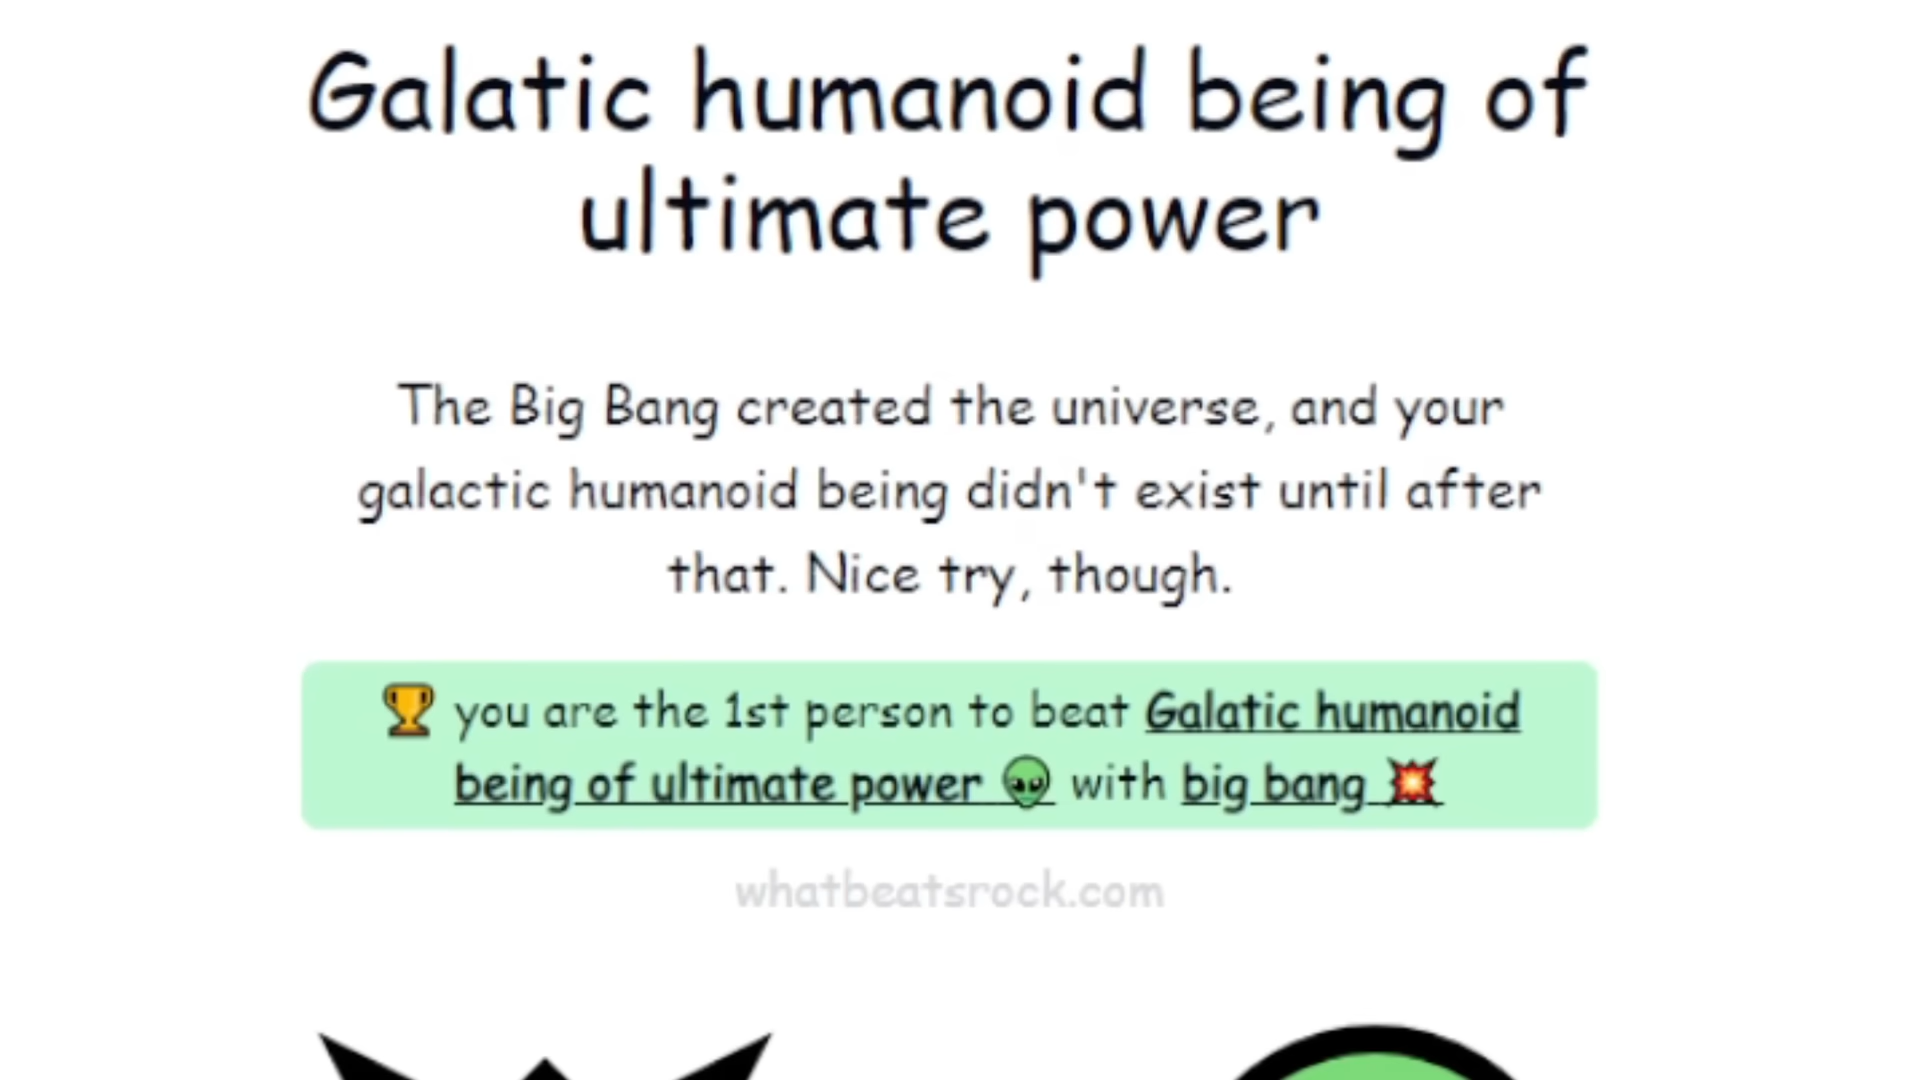 Galatic humanoid being of
ultimate power
The Big Bang created the universe, and your
galactic humanoid being didn't exist until after
that. Nice try, though.
🏆 you are the 1st person to beat Galatic humanoid
being of ultimate power 👽 with big bang 💥
whatbeatsrock.com